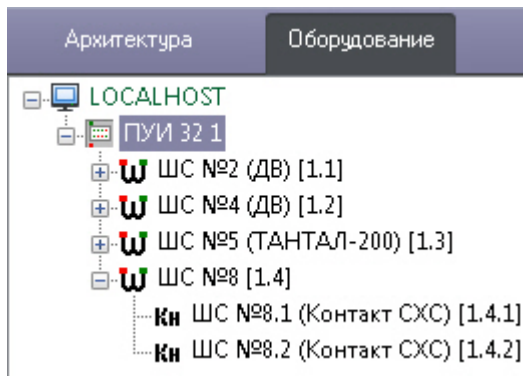 Архитектура Оборудование
LOCALHOST
ПУИ 32 1
ШС №2 (ДВ) [1.1]
ШС №4 (ДВ) [1.2]
ШС №5 (ТАНТАЛ-200) [1.3]
ШС №8 [1.4]
Кн ШС №8.1 (Контакт СХС) [1.4.1]
Кн ШС №8.2 (Контакт СХС) [1.4.2]